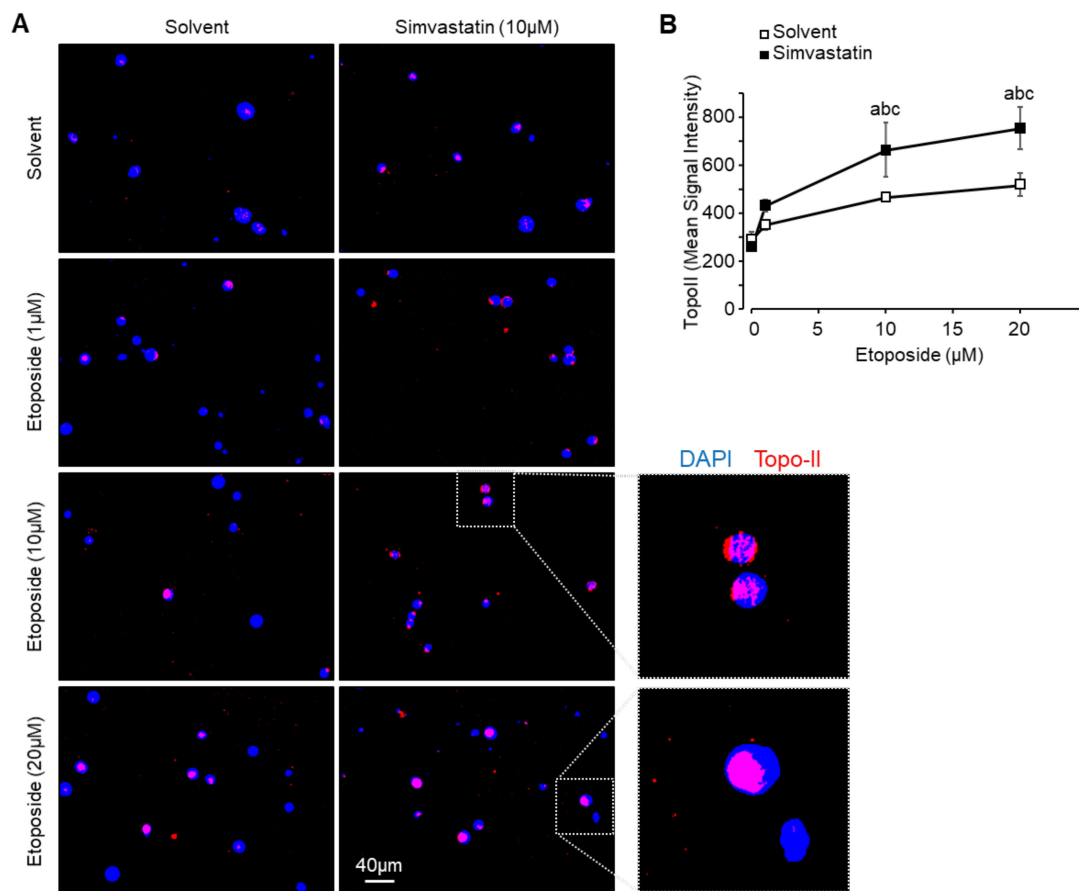 A
Solvent
Simvastatin (10µM)
Solvent
Etoposide (1µM)
Etoposide (10µM)
Etoposide (20µM)
40µm
B
Solvent
Simvastatin
TopoII (Mean Signal Intensity)
800
600
400
200
0
abc
abc
0 5 10 15 20
Etoposide (µM)
DAPI Topo-II